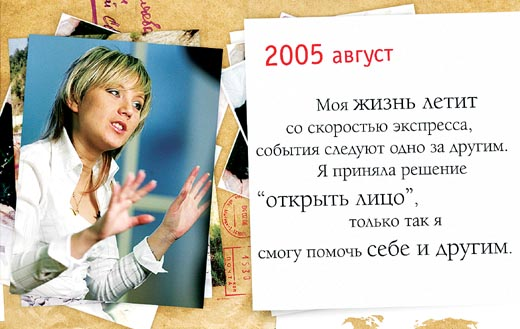 2005 август
Моя жизнь летит
со скоростью экспресса,
события следуют одно за другим.
Я приняла решение
“открыть лицо”,
только так я
смогу помочь себе и другим.
ПОЧТА